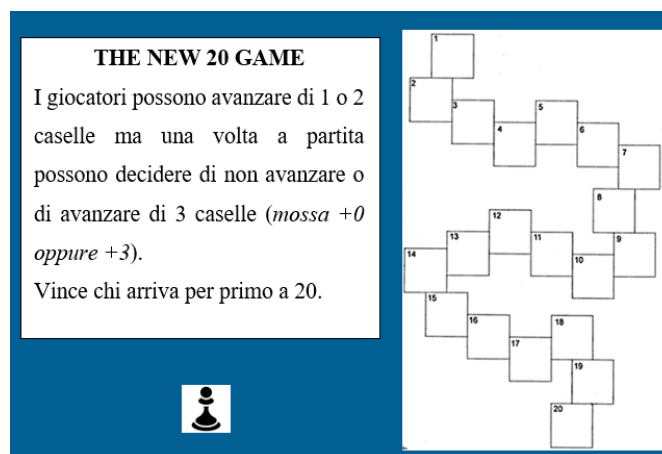 THE NEW 20 GAME
I giocatori possono avanzare di 1 o 2
caselle ma una volta a partita
possono decidere di non avanzare o
di avanzare di 3 caselle (mossa +0
oppure +3).
Vince chi arriva per primo a 20.
1
2
3
4
5
6
7
8
9
10
11
12
13
14
15
16
17
18
19
20